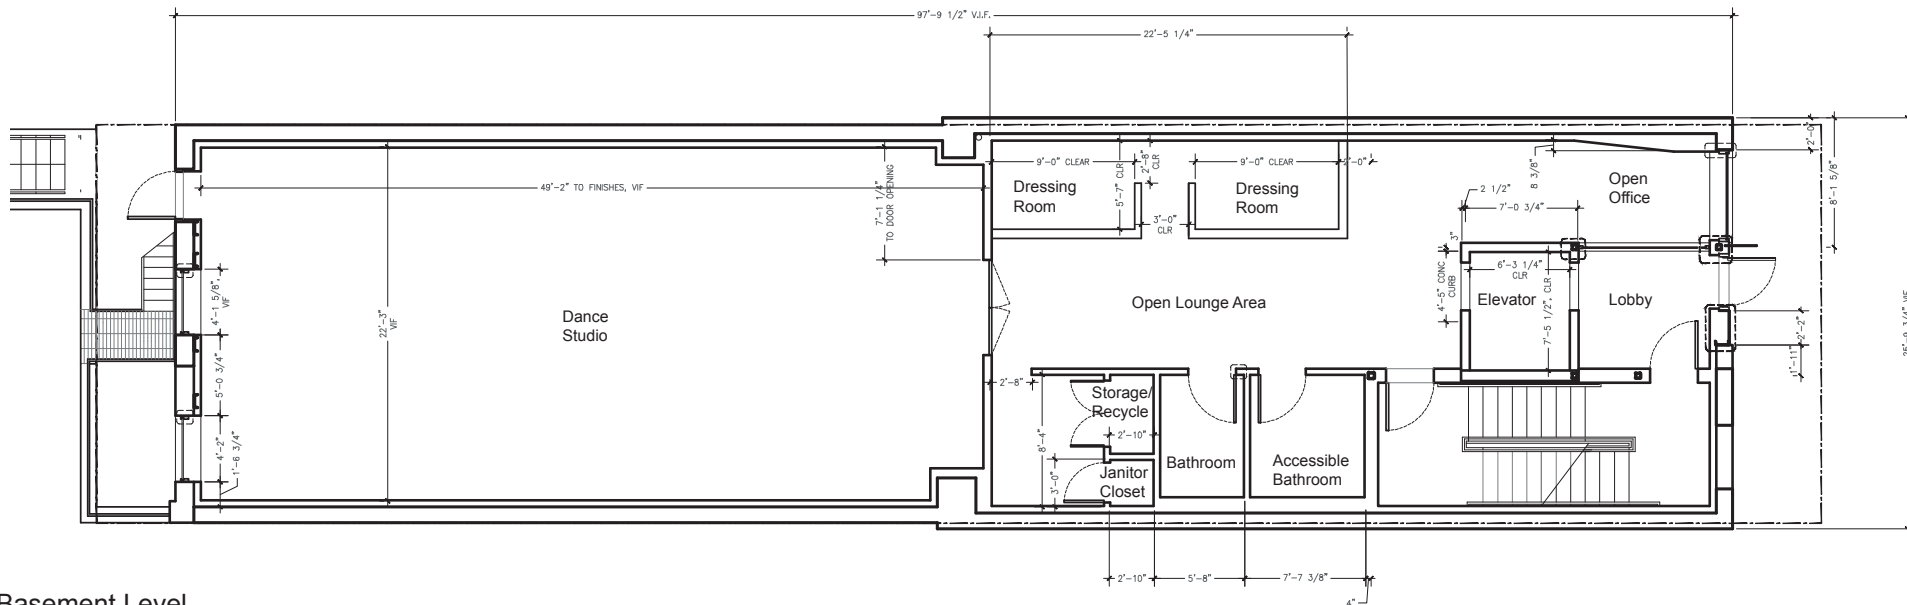 97'-9 1/2" V.I.F.
22'-5 1/4"
9'-0" CLEAR
2'-8" CLR
9'-0" CLEAR
2'-0"
2'-0"
8 3/8"
8'-1 5/8"
Dressing
Room
5'-7" CLR
Dressing
Room
Open
Office
49'-2" TO FINISHES, VIF
7'-1 1/4"
TO DOOR OPENING
2 1/2"
7'-0 3/4"
3'-0"
CLR
3"
6'-3 1/4"
CLR
4'-5" CONC
CURB
4'-1 5/8",
VIF
22'-3"
VIF
Dance
Studio
Open Lounge Area
Elevator
7'-5 1/2", CLR
Lobby
2'-2"
1'-11"
5'-0 3/4"
2'-8"
Storage/
Recycle
2'-10"
8'-4"
4'-2"
1'-6 3/4"
3'-0"
Janitor
Closet
Bathroom
Accessible
Bathroom
2'-10"
5'-8"
7'-7 3/8"
4"
Basement Level